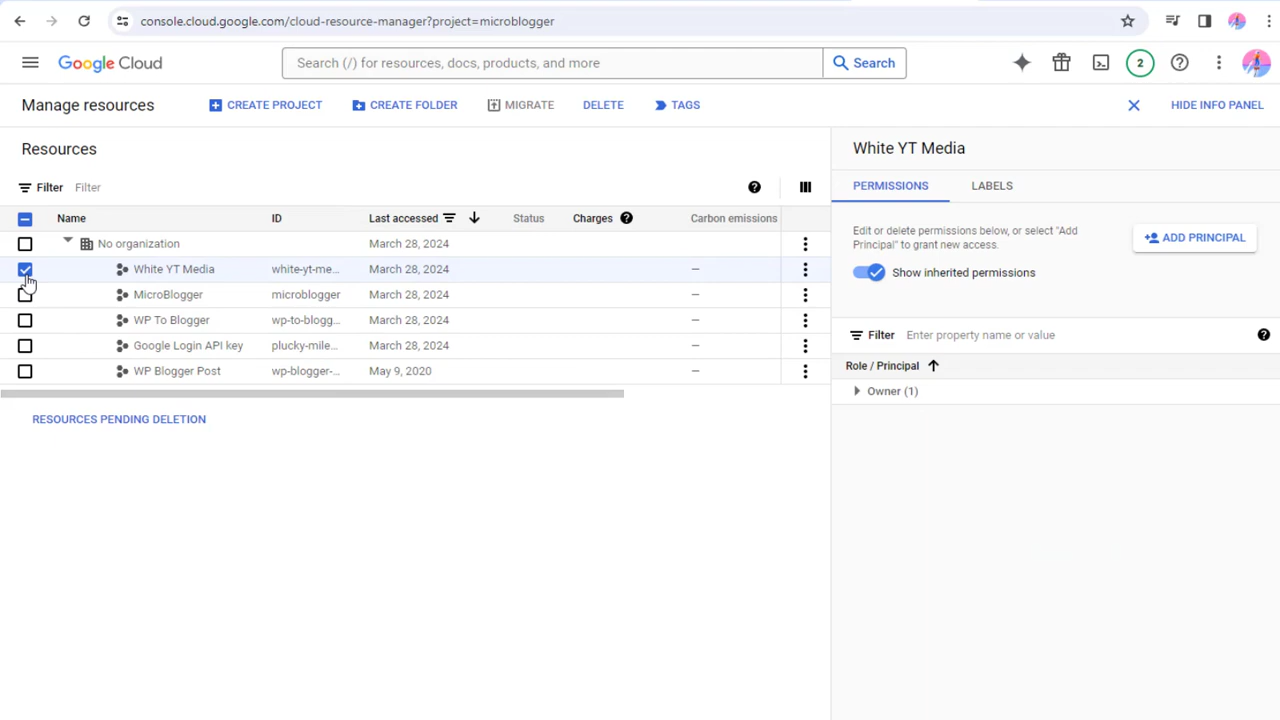 console.cloud.google.com/cloud-resource-manager?project=microblogger
Google Cloud
Search (/) for resources, docs, products, and more
Search
2
Manage resources
CREATE PROJECT
CREATE FOLDER
MIGRATE
DELETE
TAGS
HIDE INFO PANEL
Resources
Filter Filter
Name ID Last accessed Status Charges Carbon emissions
No organization March 28, 2024
White YT Media white-yt-me... March 28, 2024 –
MicroBlogger microblogger March 28, 2024 –
WP To Blogger wp-to-blogg... March 28, 2024 –
Google Login API key plucky-mile... March 28, 2024 –
WP Blogger Post wp-blogger-... May 9, 2020 –
RESOURCES PENDING DELETION
White YT Media
PERMISSIONS LABELS
Edit or delete permissions below, or select "Add
Principal" to grant new access.
ADD PRINCIPAL
Show inherited permissions
Filter Enter property name or value
Role / Principal
Owner (1)